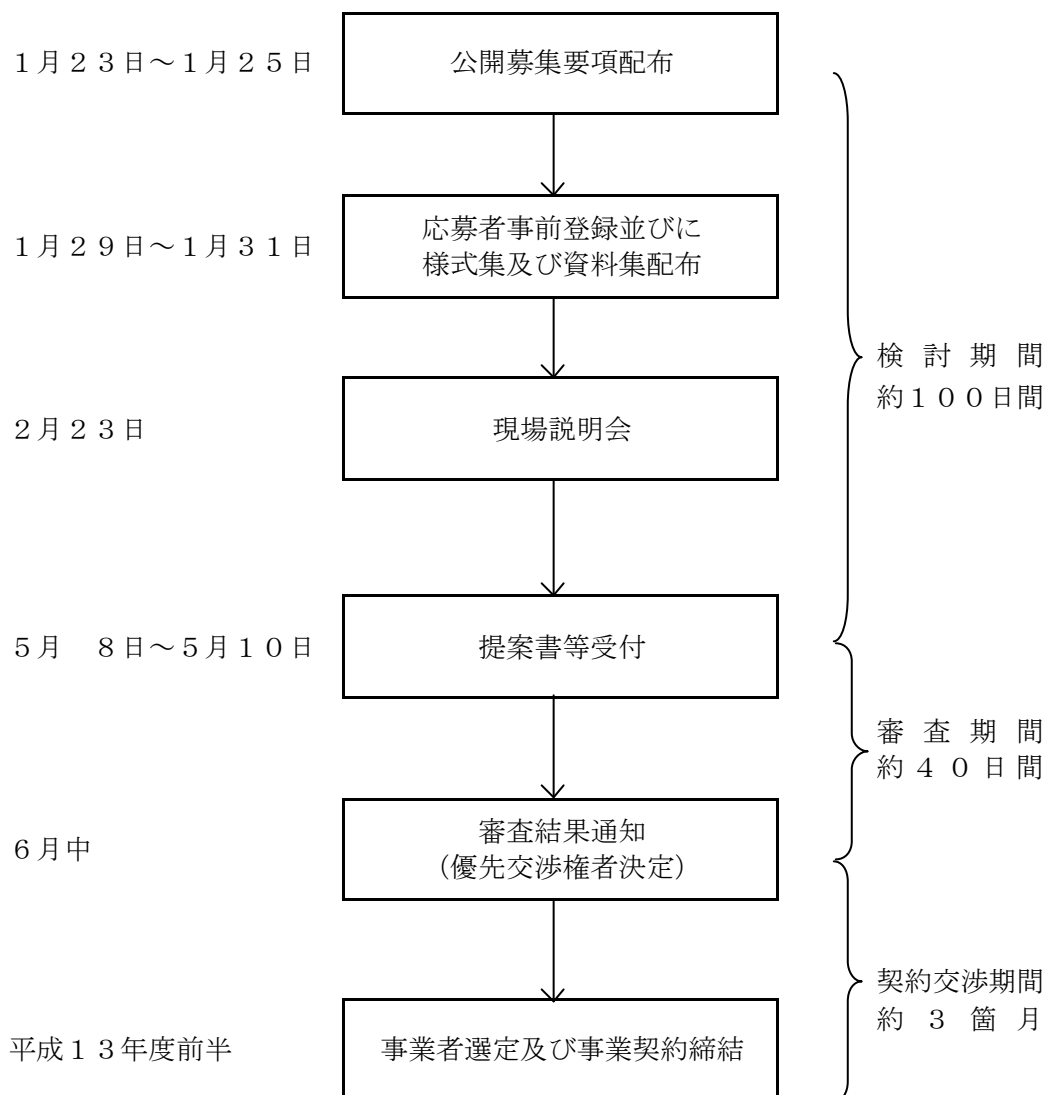 １月２３日～１月２５日
公開募集要項配布
１月２９日～１月３１日
応募者事前登録並びに
様式集及び資料集配布
検 討 期 間
約１００日間
２月２３日
現場説明会
５月　８日～５月１０日
提案書等受付
審 査 期 間
約 ４ ０ 日 間
６月中
審査結果通知
（優先交渉権者決定）
契約交渉期間
約 ３ 箇 月
平成１３年度前半
事業者選定及び事業契約締結